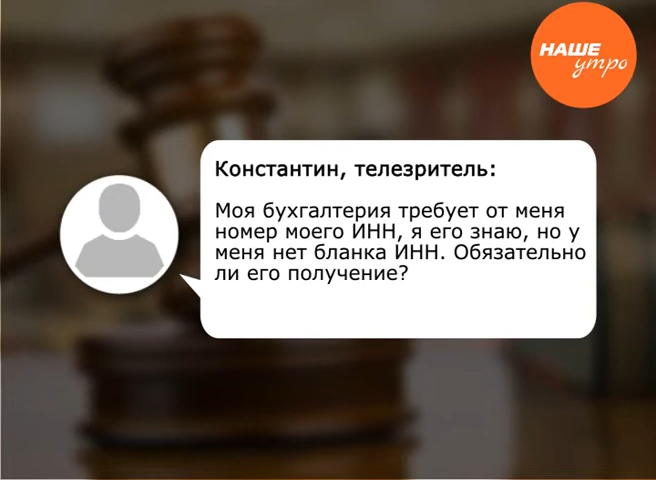 НАШЕ
утро
Константин, телезритель:
Моя бухгалтерия требует от меня
номер моего ИНН, я его знаю, но у
меня нет бланка ИНН. Обязательно
ли его получение?